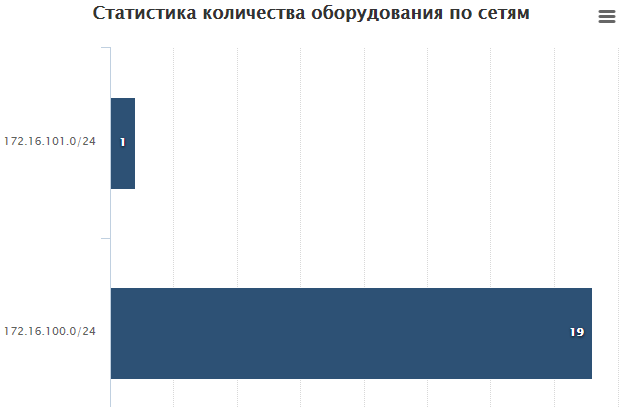 Статистика количества оборудования по сетям
172.16.101.0/24
1
172.16.100.0/24
19